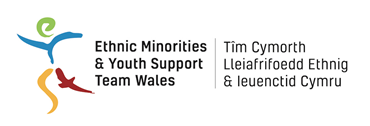 Ethnic Minorities
& Youth Support
Team Wales
Tîm Cymorth
Lleiafrifoedd Ethnig
& Ieuenctid Cymru